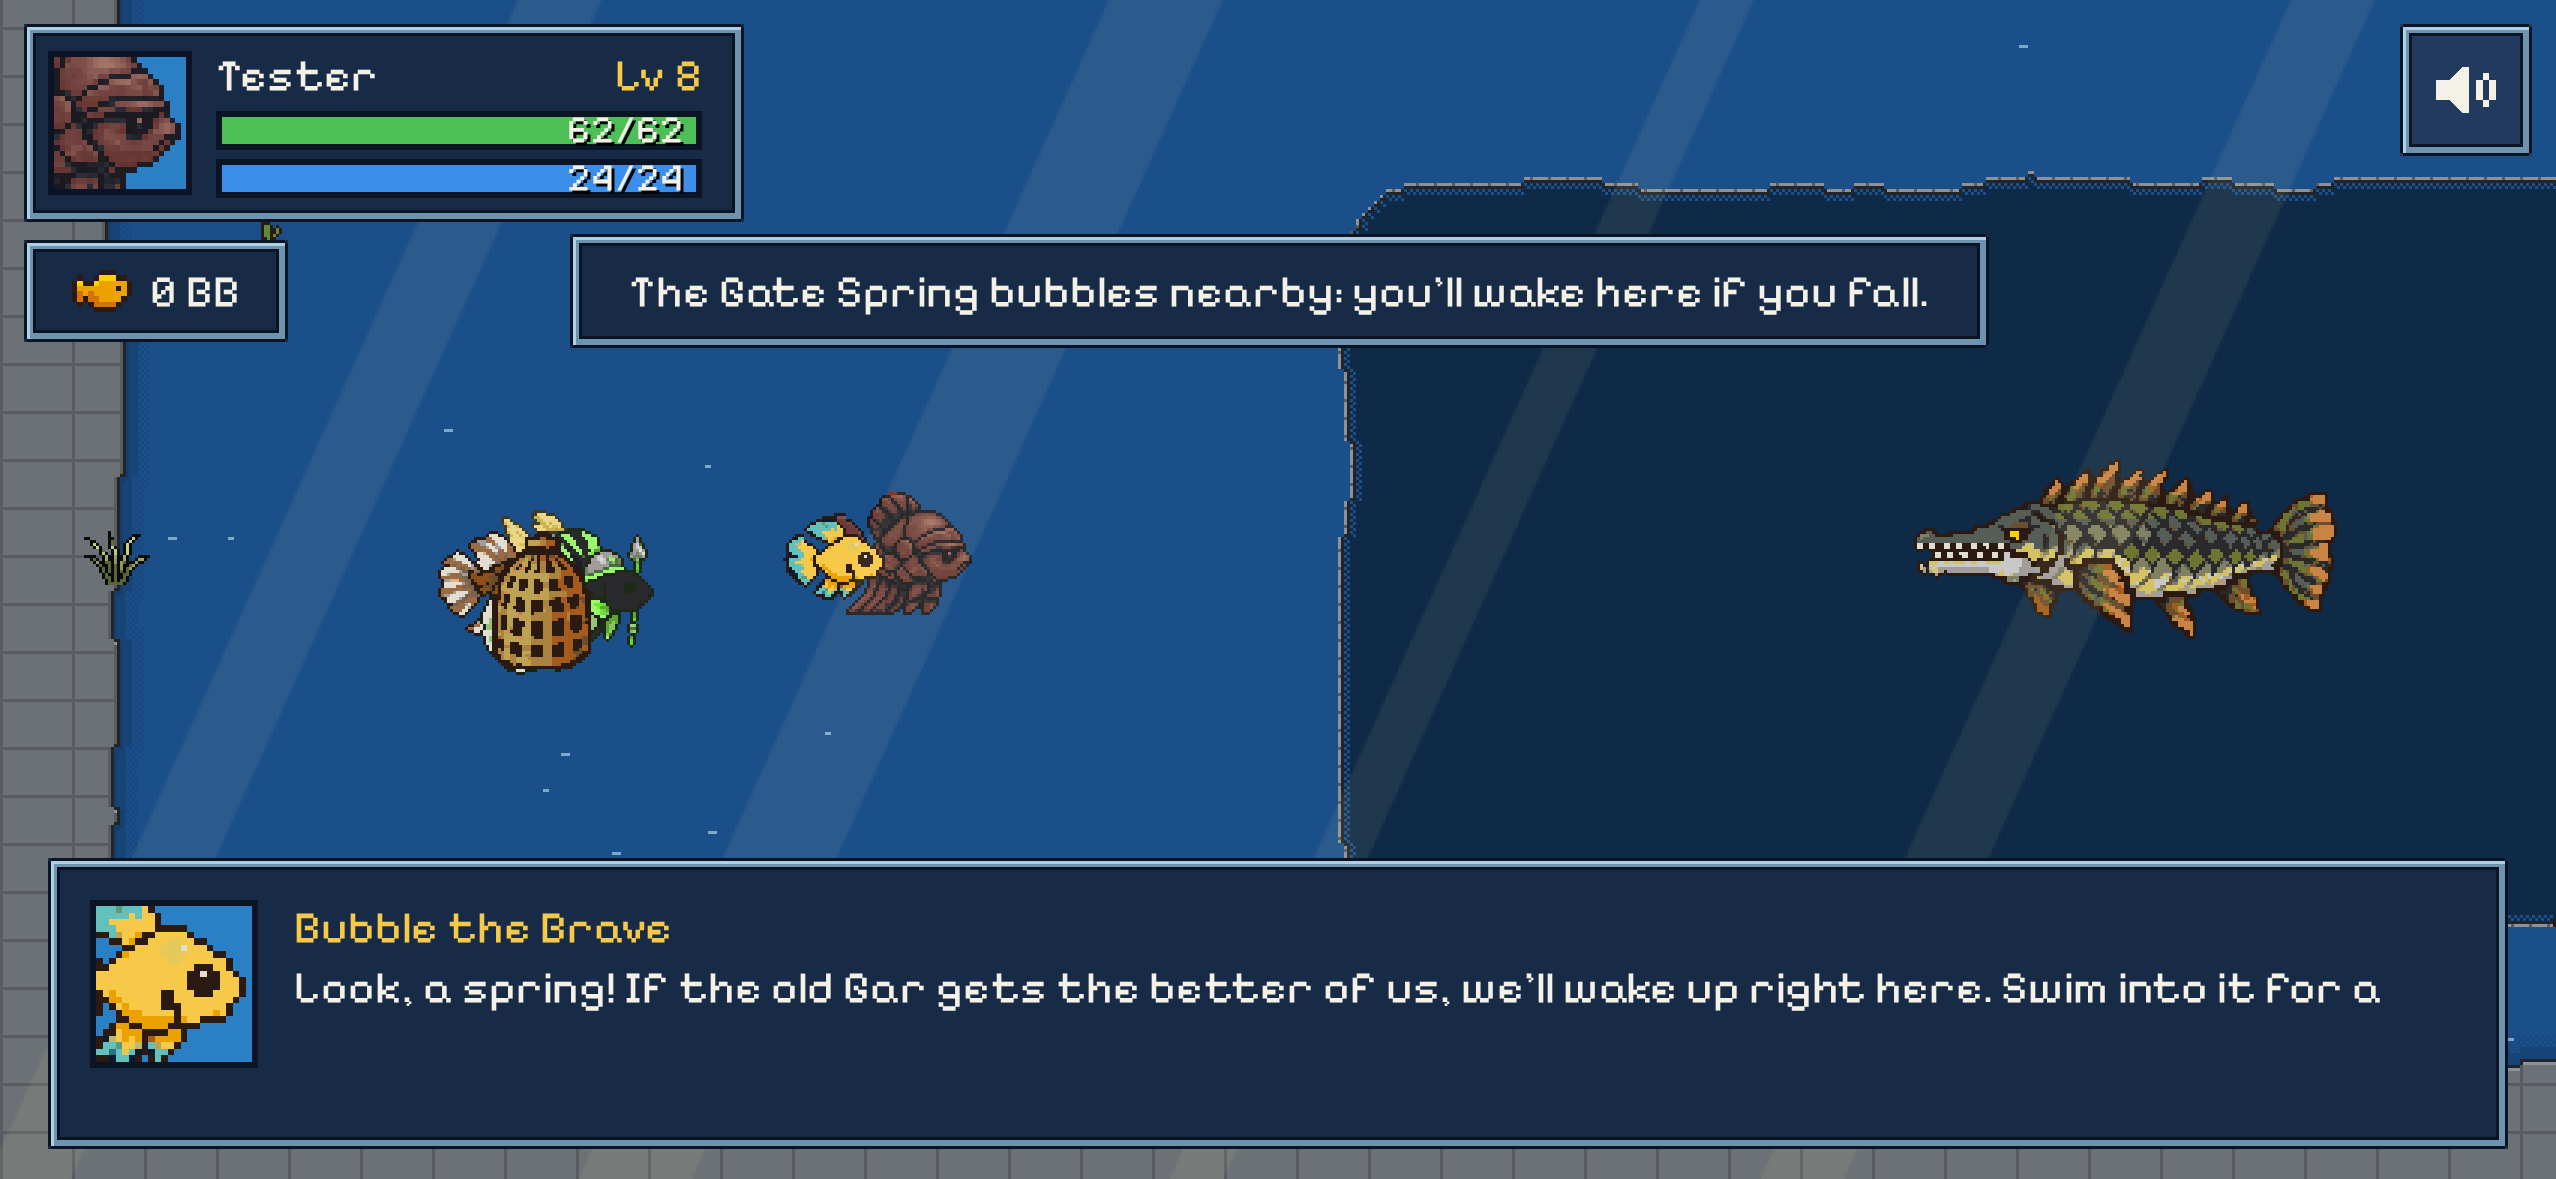 Tester
Lv 8
62/62
24/24
0 BB
The Gate Spring bubbles nearby: you'll wake here if you fall.
Bubble the Brave
Look, a spring! If the old Gar gets the better of us, we'll wake up right here. Swim into it for a